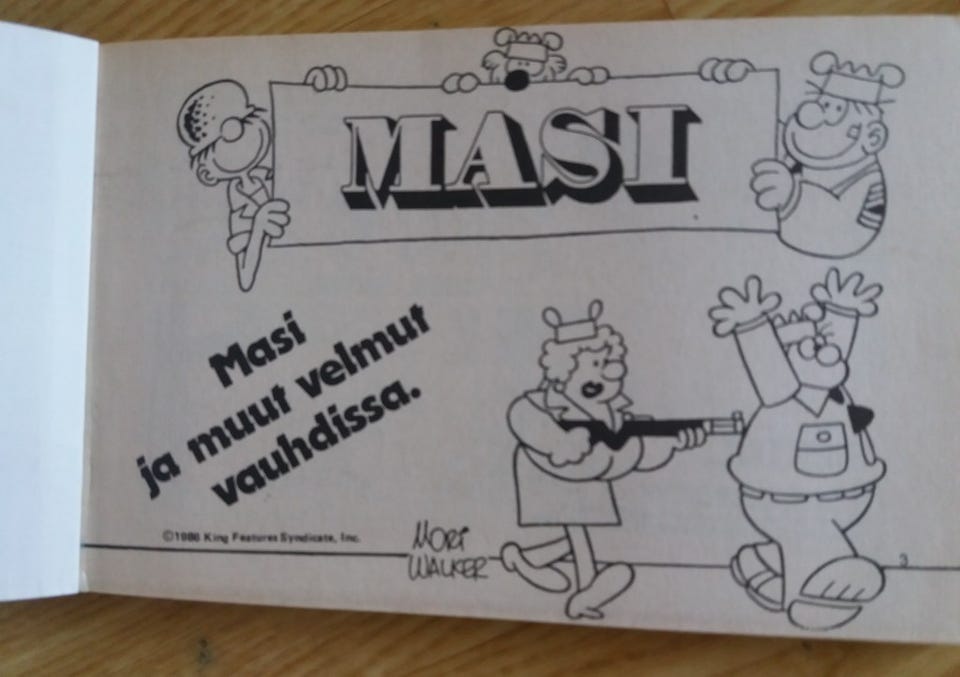 MASI
Masi
ja muut velmut
vauhdissa.
©1986 King Features Syndicate, Inc.
MORT
WALKER
3